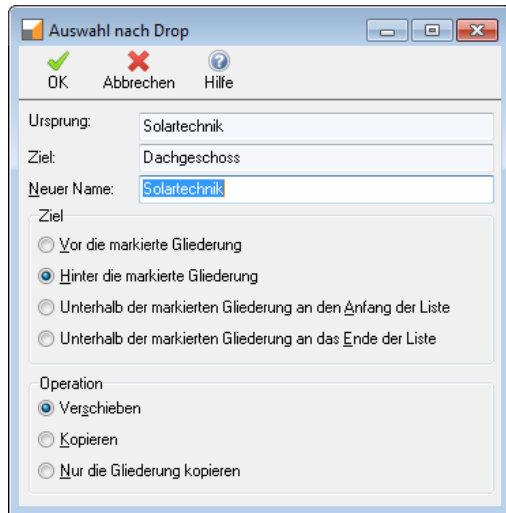 Auswahl nach Drop
OK Abbrechen Hilfe
Ursprung: Solartechnik
Ziel: Dachgeschoss
Neuer Name: Solartechnik
Ziel
Vor die markierte Gliederung
Hinter die markierte Gliederung
Unterhalb der markierten Gliederung an den Anfang der Liste
Unterhalb der markierten Gliederung an das Ende der Liste
Operation
Verschieben
Kopieren
Nur die Gliederung kopieren